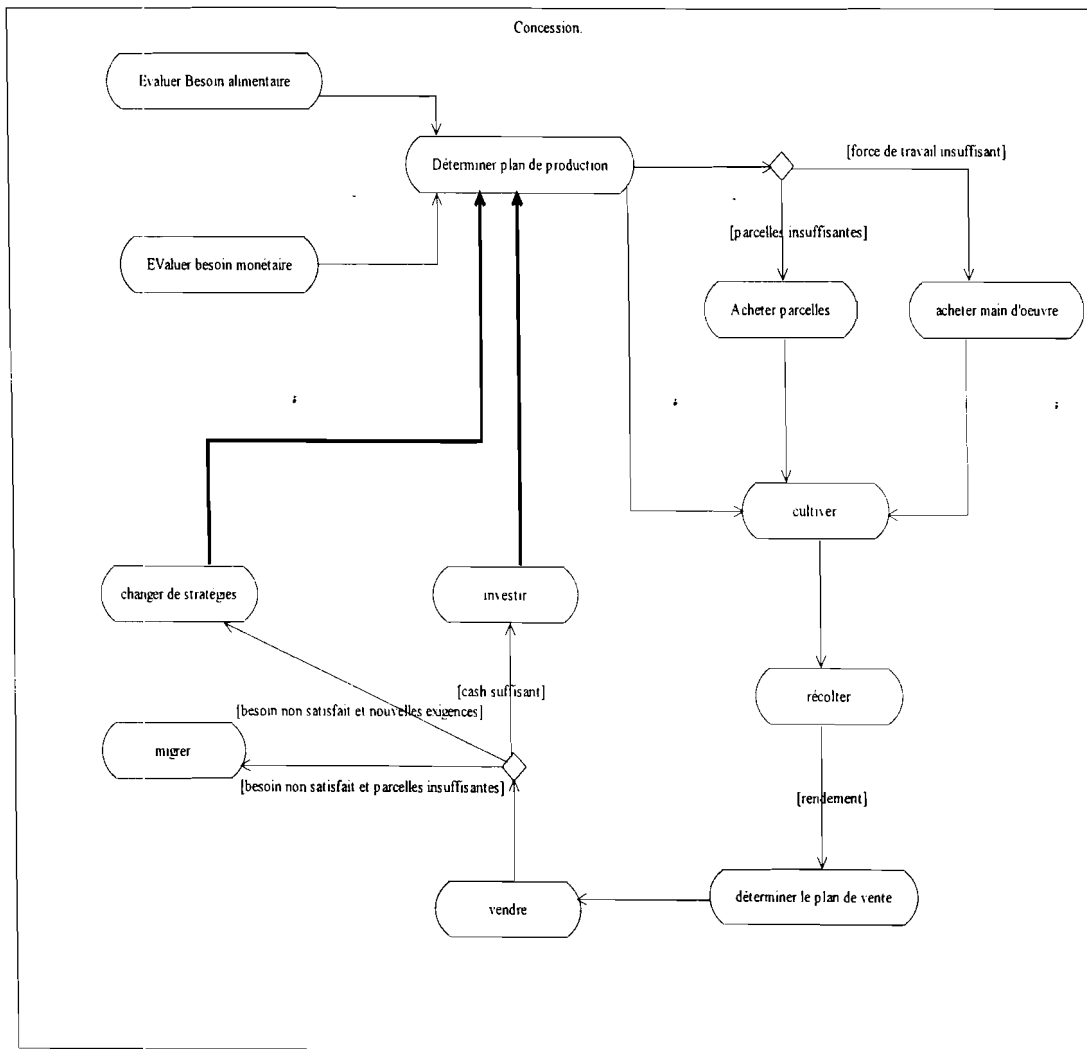 Concession.
Evaluer Besoin alimentaire
Déterminer plan de production
[force de travail insuffisant]
[parcelles insuffisantes]
EValuer besoin monétaire
Acheter parcelles
acheter main d'oeuvre
cultiver
changer de stratégies
investir
[cash suffisant]
[besoin non satisfait et nouvelles exigences]
récolter
migrer
[besoin non satisfait et parcelles insuffisantes]
[rendement]
vendre
déterminer le plan de vente